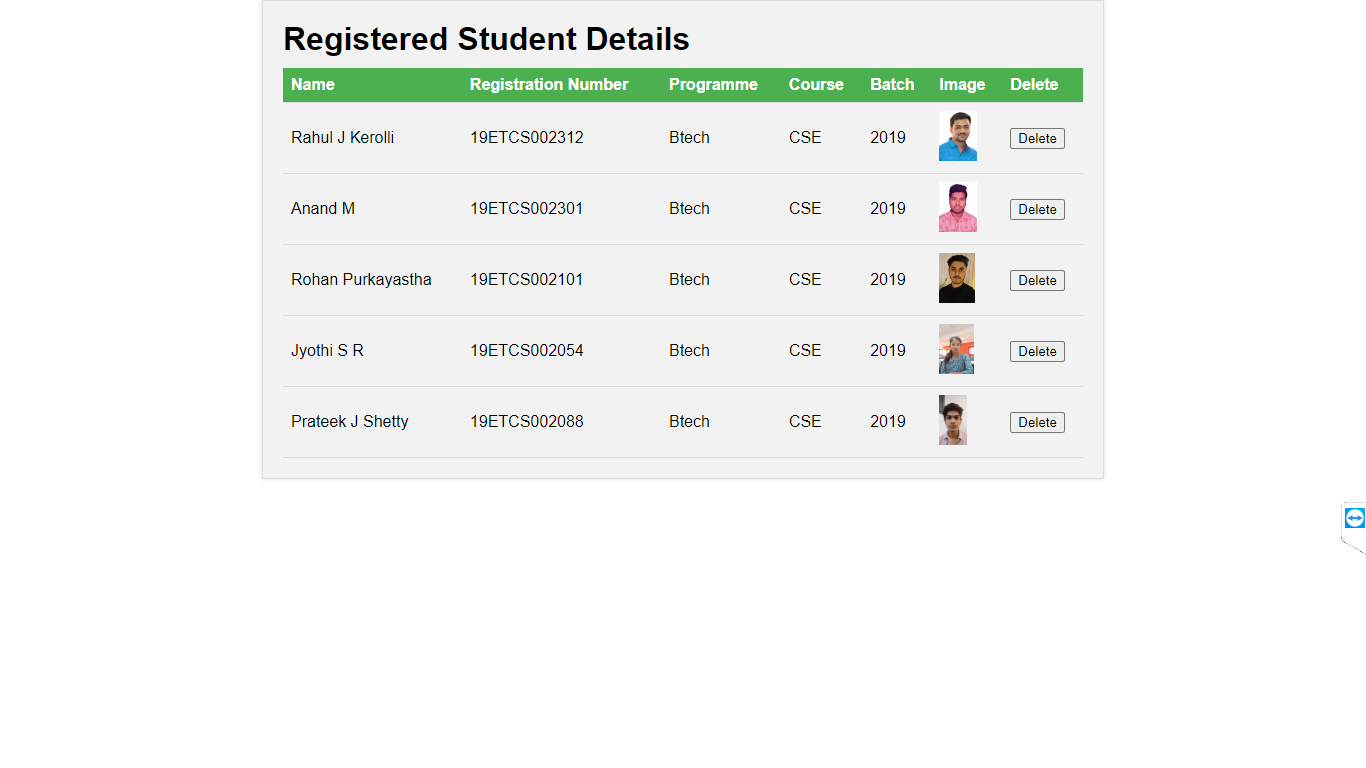 Registered Student Details
Name Registration Number Programme Course Batch Image Delete
Rahul J Kerolli 19ETCS002312 Btech CSE 2019 Delete
Anand M 19ETCS002301 Btech CSE 2019 Delete
Rohan Purkayastha 19ETCS002101 Btech CSE 2019 Delete
Jyothi S R 19ETCS002054 Btech CSE 2019 Delete
Prateek J Shetty 19ETCS002088 Btech CSE 2019 Delete